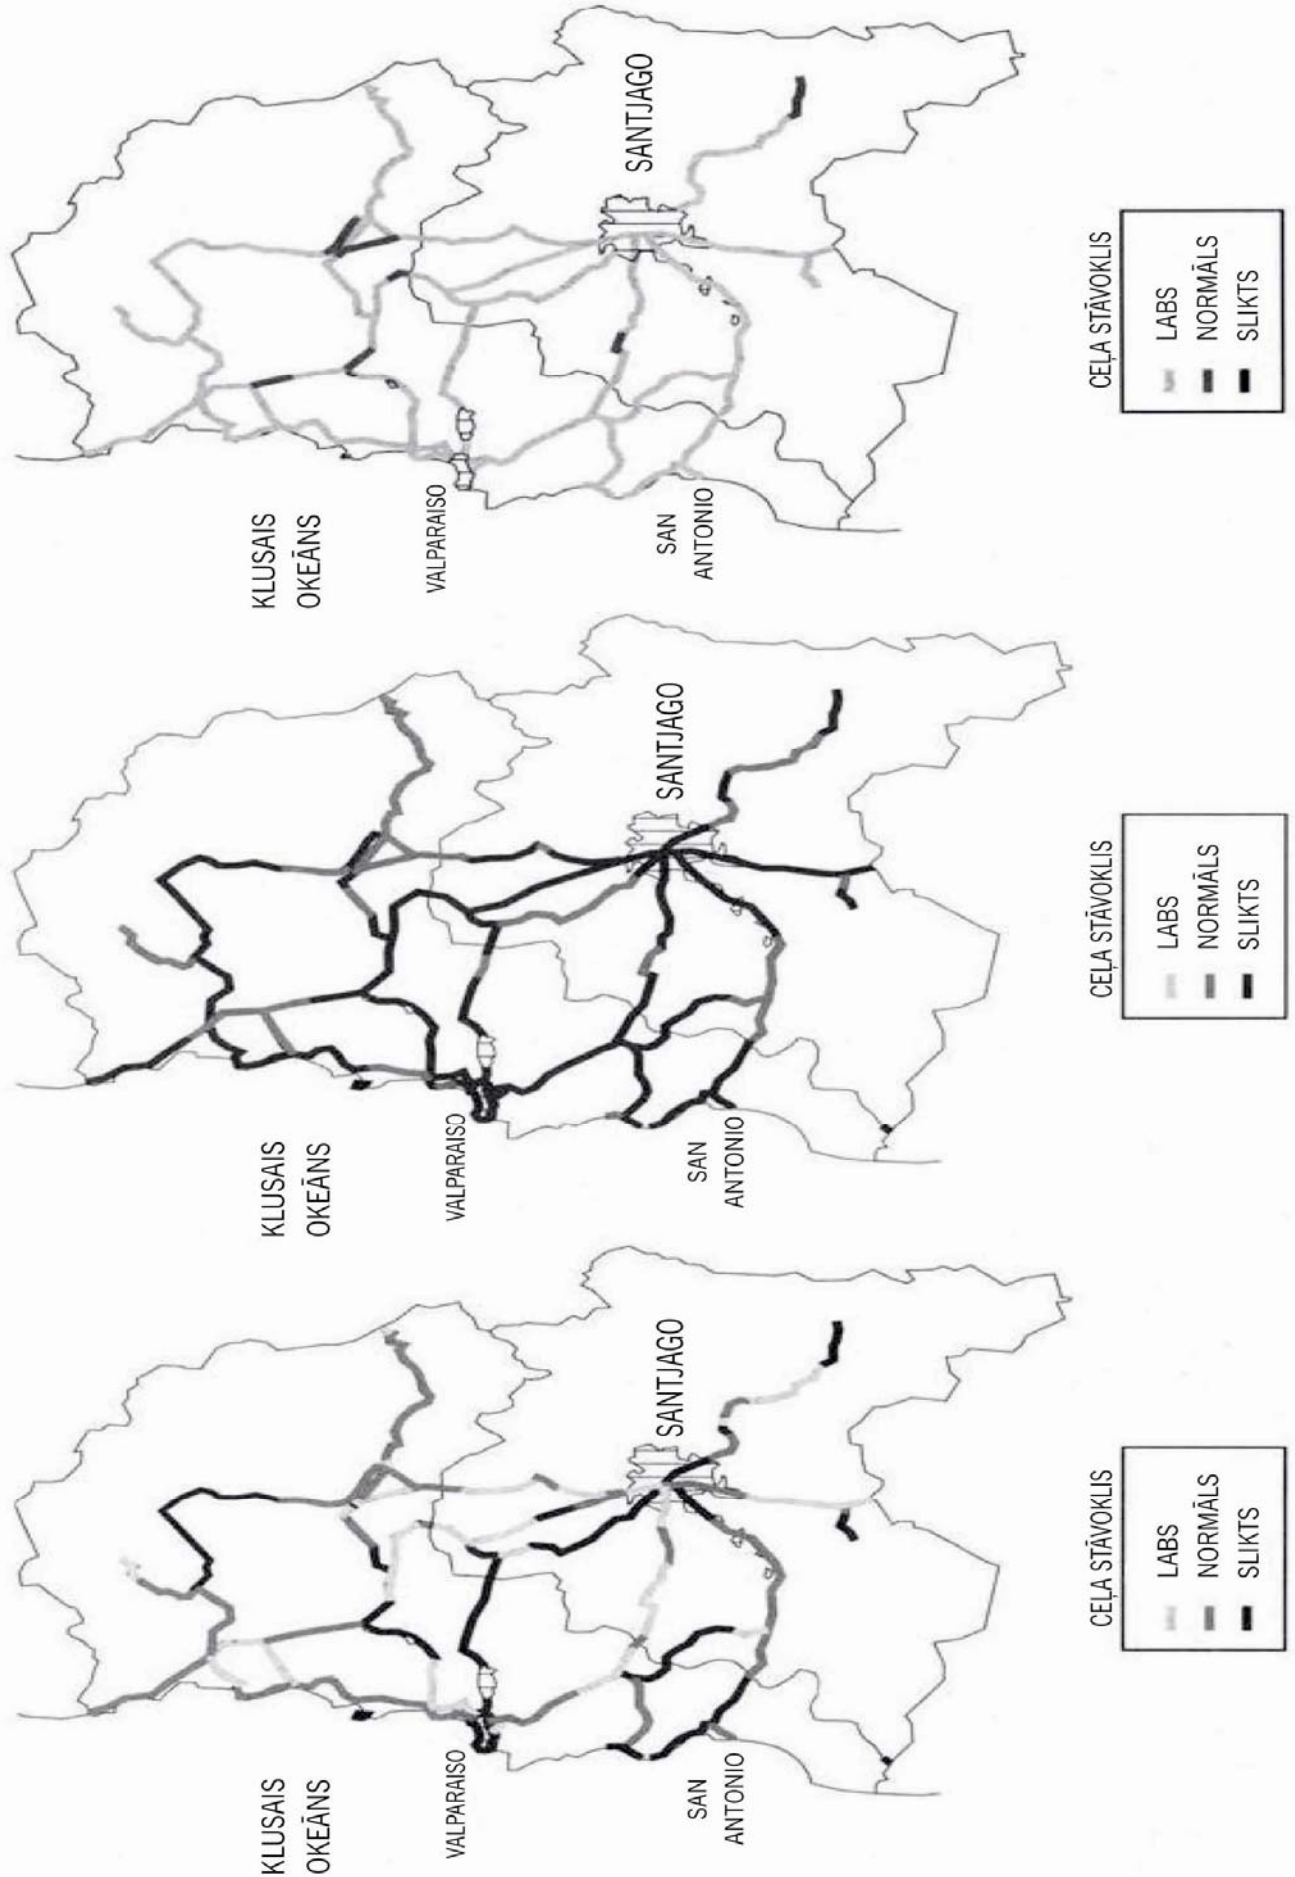 KLUSAIS
OKEĀNS
VALPARAISO
SANTJAGO
SAN
ANTONIO
CEĻA STĀVOKLIS
LABS
NORMĀLS
SLIKTS
KLUSAIS
OKEĀNS
VALPARAISO
SANTJAGO
SAN
ANTONIO
CEĻA STĀVOKLIS
LABS
NORMĀLS
SLIKTS
KLUSAIS
OKEĀNS
VALPARAISO
SANTJAGO
SAN
ANTONIO
CEĻA STĀVOKLIS
LABS
NORMĀLS
SLIKTS